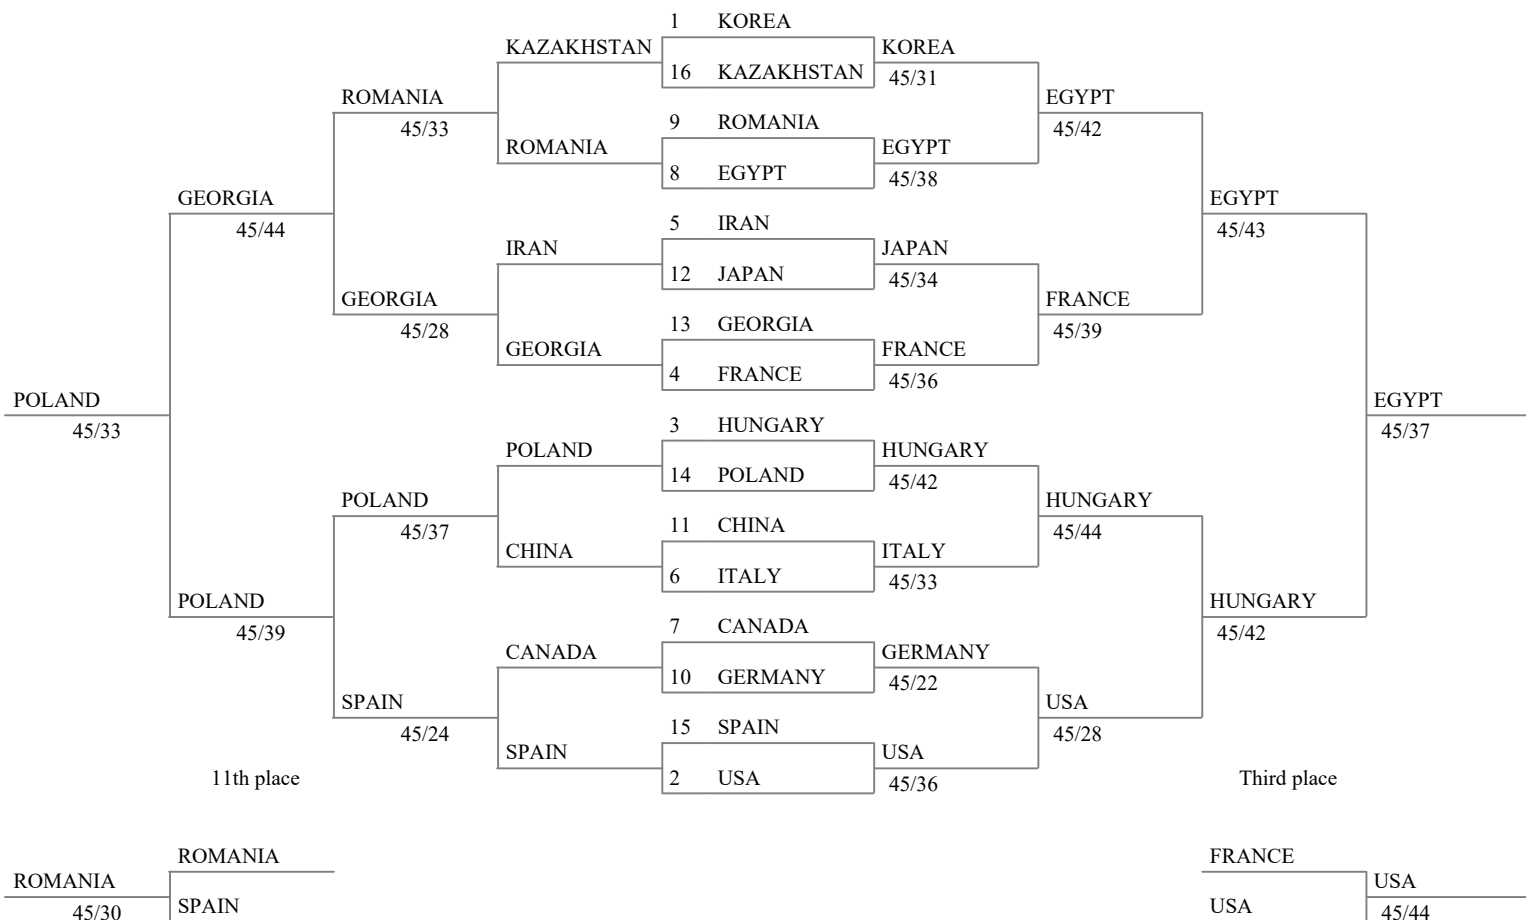 1 KOREA
KAZAKHSTAN KOREA
16 KAZAKHSTAN 45/31
ROMANIA EGYPT
9 ROMANIA
45/33 45/42
ROMANIA EGYPT
8 EGYPT 45/38
GEORGIA EGYPT
5 IRAN
45/44 45/43
IRAN JAPAN
12 JAPAN 45/34
GEORGIA FRANCE
13 GEORGIA
45/28 45/39
GEORGIA FRANCE
4 FRANCE 45/36
POLAND EGYPT
3 HUNGARY
45/33 45/37
POLAND HUNGARY
14 POLAND 45/42
POLAND HUNGARY
11 CHINA
45/37 45/44
CHINA ITALY
6 ITALY 45/33
POLAND HUNGARY
7 CANADA
45/39 45/42
CANADA GERMANY
10 GERMANY 45/22
SPAIN USA
15 SPAIN
45/24 45/28
SPAIN USA
11th place 2 USA 45/36 Third place
ROMANIA FRANCE
ROMANIA USA
45/30 SPAIN USA 45/44